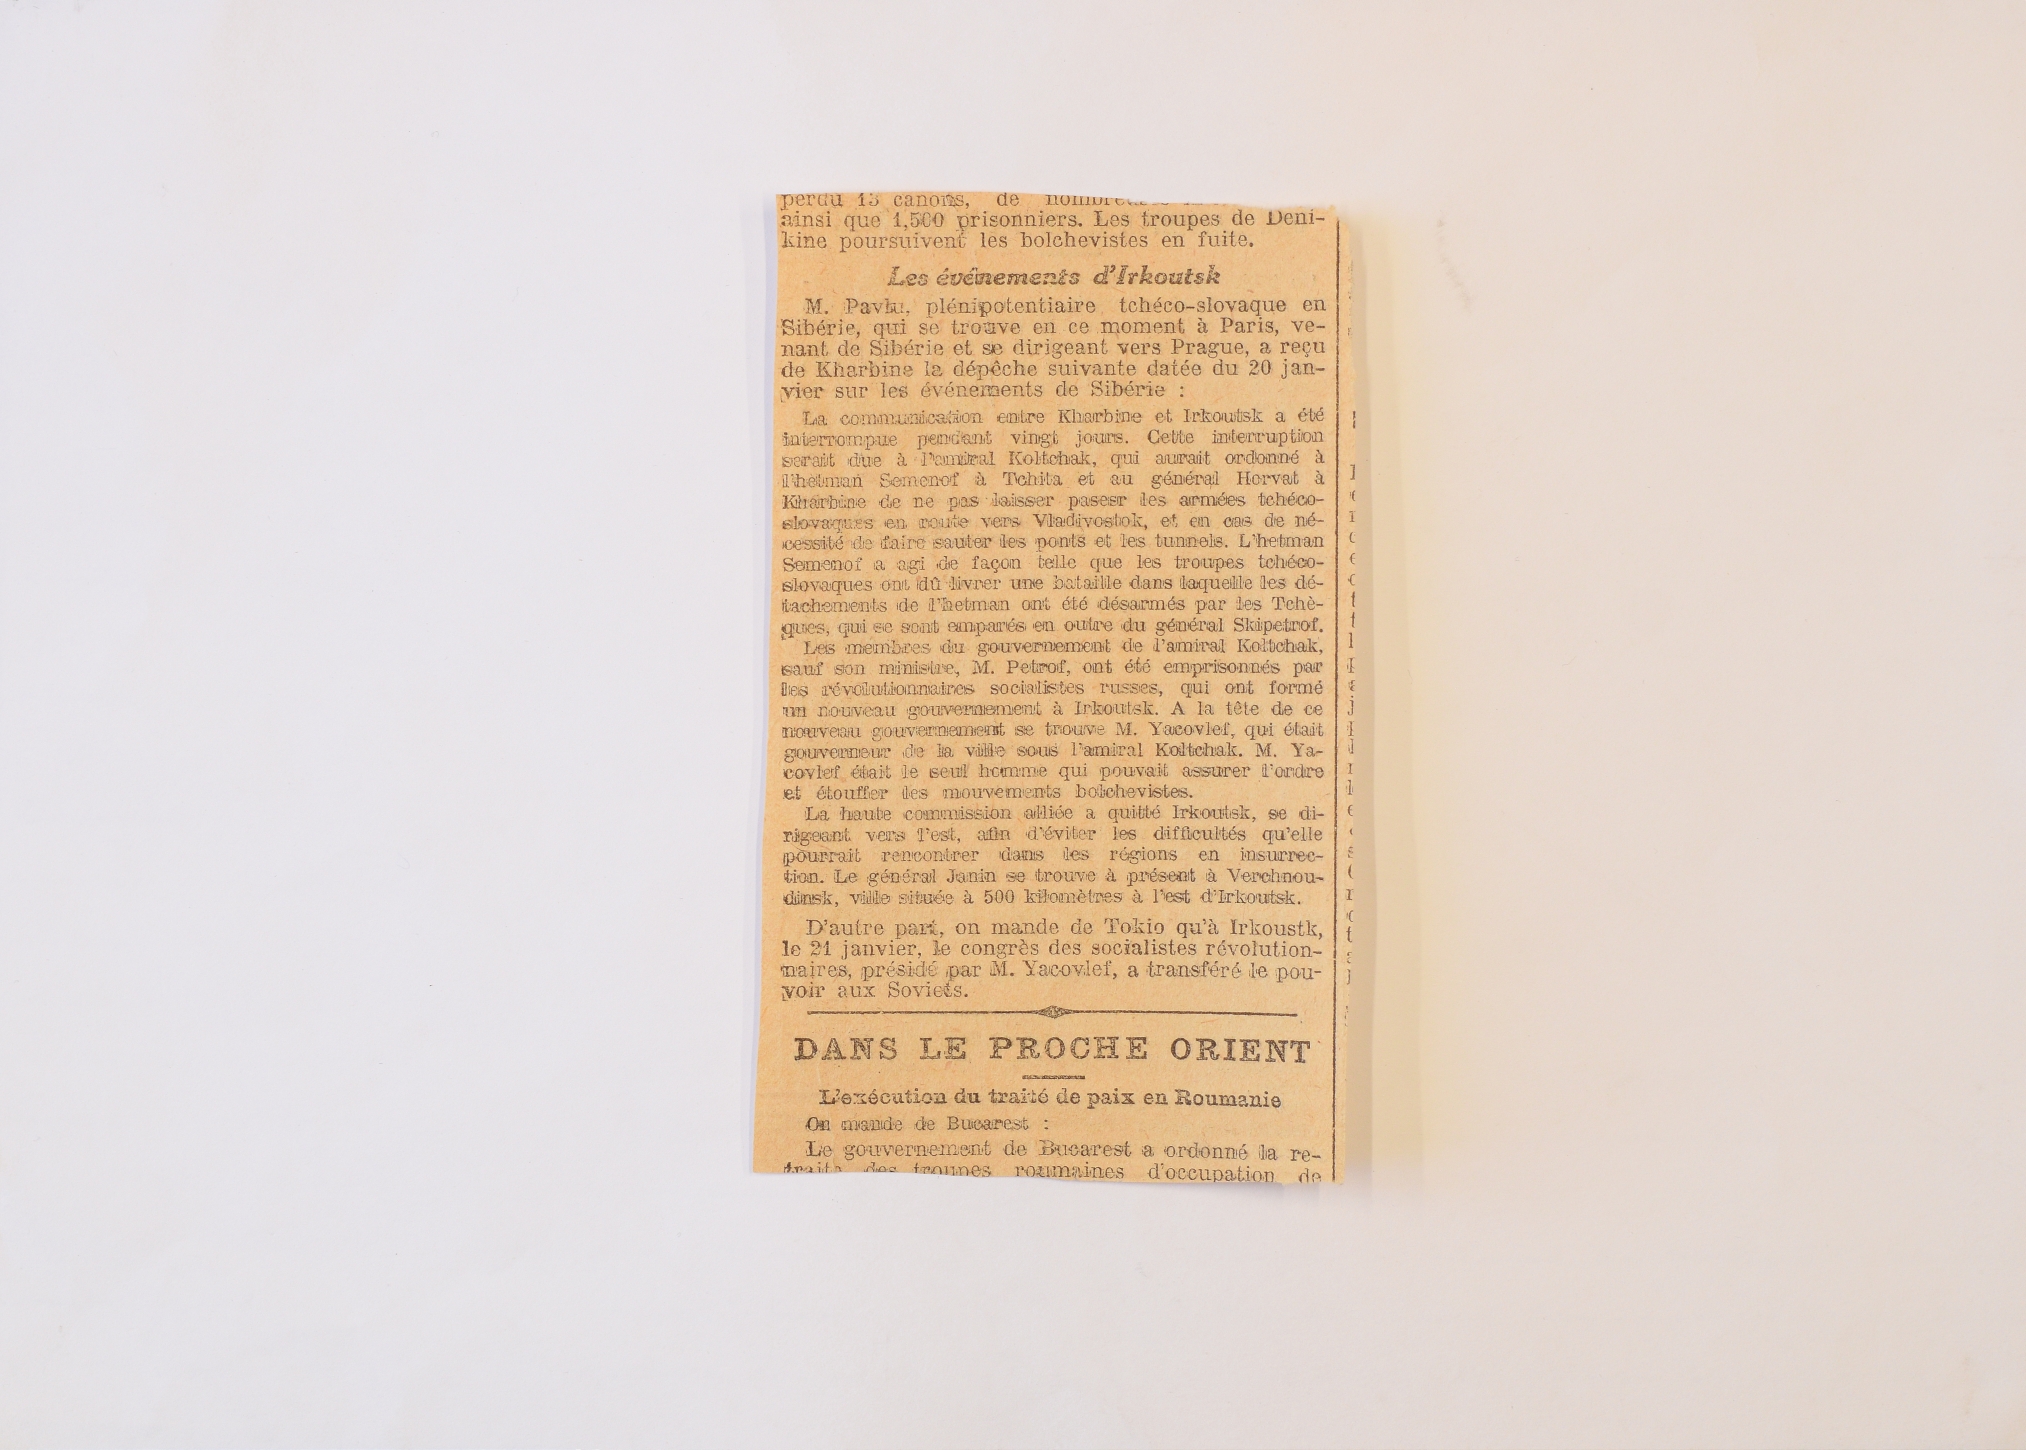 perdu 15 canons, de
ainsi que 1,500 prisonniers. Les troupes de Deni-
kine poursuivent les bolchevistes en fuite.
Les événements d'Irkoutsk
M. Pavlu, plénipotentiaire tchéco-slovaque en
Sibérie, qui se trouve en ce moment à Paris, ve-
nant de Sibérie et se dirigeant vers Prague, a reçu
de Kharbine la dépêche suivante datée du 20 jan-
vier sur les événements de Sibérie :
La communication entre Kharbine et Irkoutsk a été
interrompue pendant vingt jours. Cette interruption
serait due à l'amiral Koltchak, qui aurait ordonné à
l'hetman Semenof à Tchita et au général Horvat à
Kharbine de ne pas laisser pasesr les armées tchéco-
slovaques en route vers Vladivostok, et en cas de né-
cessité de faire sauter les ponts et les tunnels. L'hetman
Semenof a agi de façon telle que les troupes tchéco-
slovaques ont dû livrer une bataille dans laquelle les dé-
tachements de l'hetman ont été désarmés par les Tchè-
ques, qui se sont emparés en outre du général Skipetrof.
Les membres du gouvernement de l'amiral Koltchak,
sauf son ministre, M. Petrof, ont été emprisonnés par
les révolutionnaires socialistes russes, qui ont formé
un nouveau gouvernement à Irkoutsk. A la tête de ce
nouveau gouvernement se trouve M. Yacovlef, qui était
gouverneur de la ville sous l'amiral Koltchak. M. Ya-
covlef était le seul homme qui pouvait assurer l'ordre
et étouffer les mouvements bolchevistes.
La haute commission alliée a quitté Irkoutsk, se di-
rigeant vers l'est, afin d'éviter les difficultés qu'elle
pourrait rencontrer dans les régions en insurrec-
tion. Le général Janin se trouve à présent à Verchnou-
dinsk, ville située à 500 kilomètres à l'est d'Irkoutsk.
D'autre part, on mande de Tokio qu'à Irkoustk,
le 21 janvier, le congrès des socialistes révolution-
naires, présidé par M. Yacovlef, a transféré le pou-
voir aux Soviets.
DANS LE PROCHE ORIENT
L'exécution du traité de paix en Roumanie
On mande de Bucarest :
Le gouvernement de Bucarest a ordonné la re-
traite des troupes roumaines d'occupation de